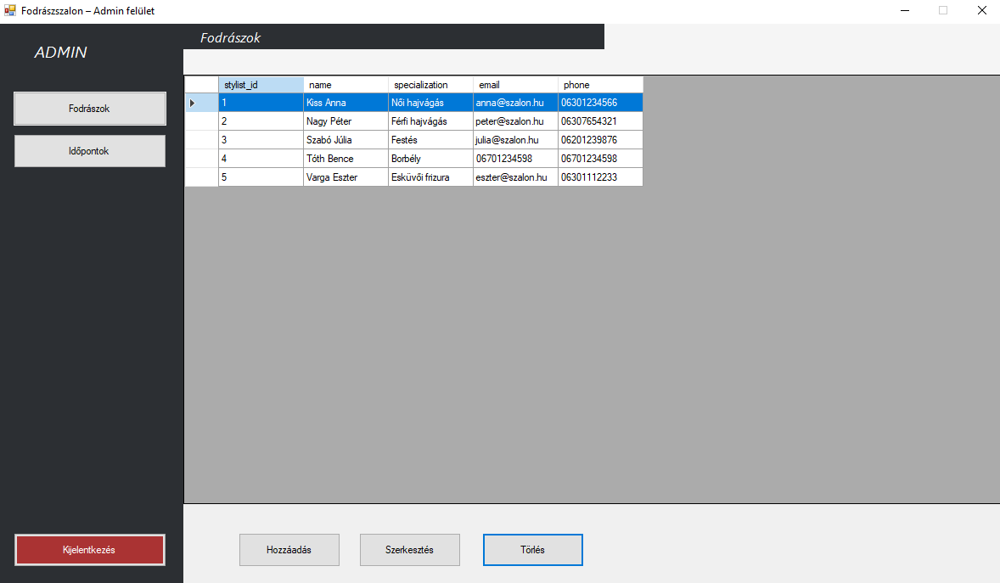 Fodrászszalon – Admin felület
ADMIN
Fodrászok
Időpontok
Kijelentkezés
Fodrászok
stylist_id name specialization email phone
1 Kiss Anna Női hajvágás anna@szalon.hu 06301234566
2 Nagy Péter Férfi hajvágás peter@szalon.hu 06307654321
3 Szabó Júlia Festés julia@szalon.hu 06201239876
4 Tóth Bence Borbély 06701234598 06701234598
5 Varga Eszter Esküvői frizura eszter@szalon.hu 06301112233
Hozzáadás Szerkesztés Törlés